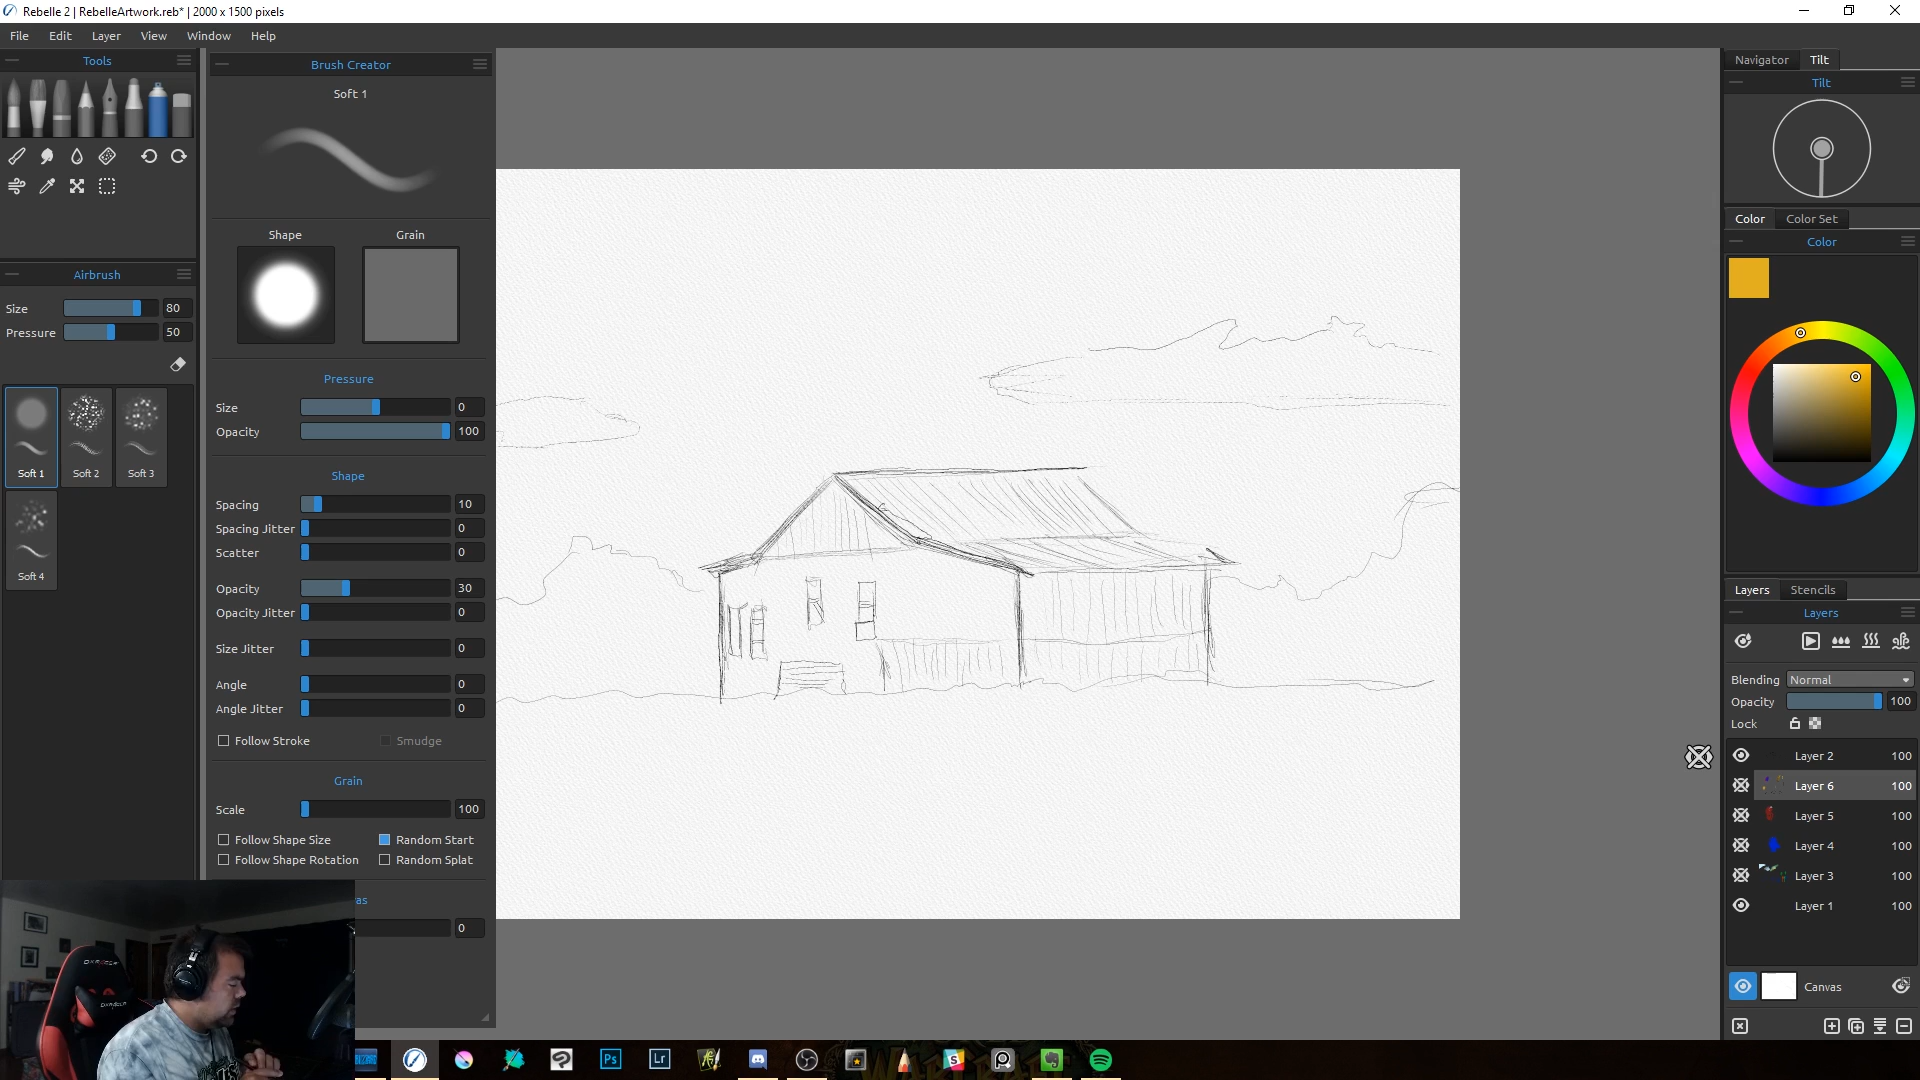 Rebelle 2 | RebelleArtwork.reb* | 2000 x 1500 pixels
File Edit Layer View Window Help
Tools
Airbrush
Size 80
Pressure 50
Soft 1 Soft 2 Soft 3
Soft 4
Brush Creator
Soft 1
Shape Grain
Pressure
Size 0
Opacity 100
Shape
Spacing 10
Spacing Jitter 0
Scatter 0
Opacity 30
Opacity Jitter 0
Size Jitter 0
Angle 0
Angle Jitter 0
Follow Stroke Smudge
Grain
Scale 100
Follow Shape Size Random Start
Follow Shape Rotation Random Splat
as
0
Navigator Tilt
Tilt
Color Color Set
Color
Layers Stencils
Layers
Blending Normal
Opacity 100
Lock
Layer 2 100
Layer 6 100
Layer 5 100
Layer 4 100
Layer 3 100
Layer 1 100
Canvas
DXRACER
DXRACER
Ps
Lr
S